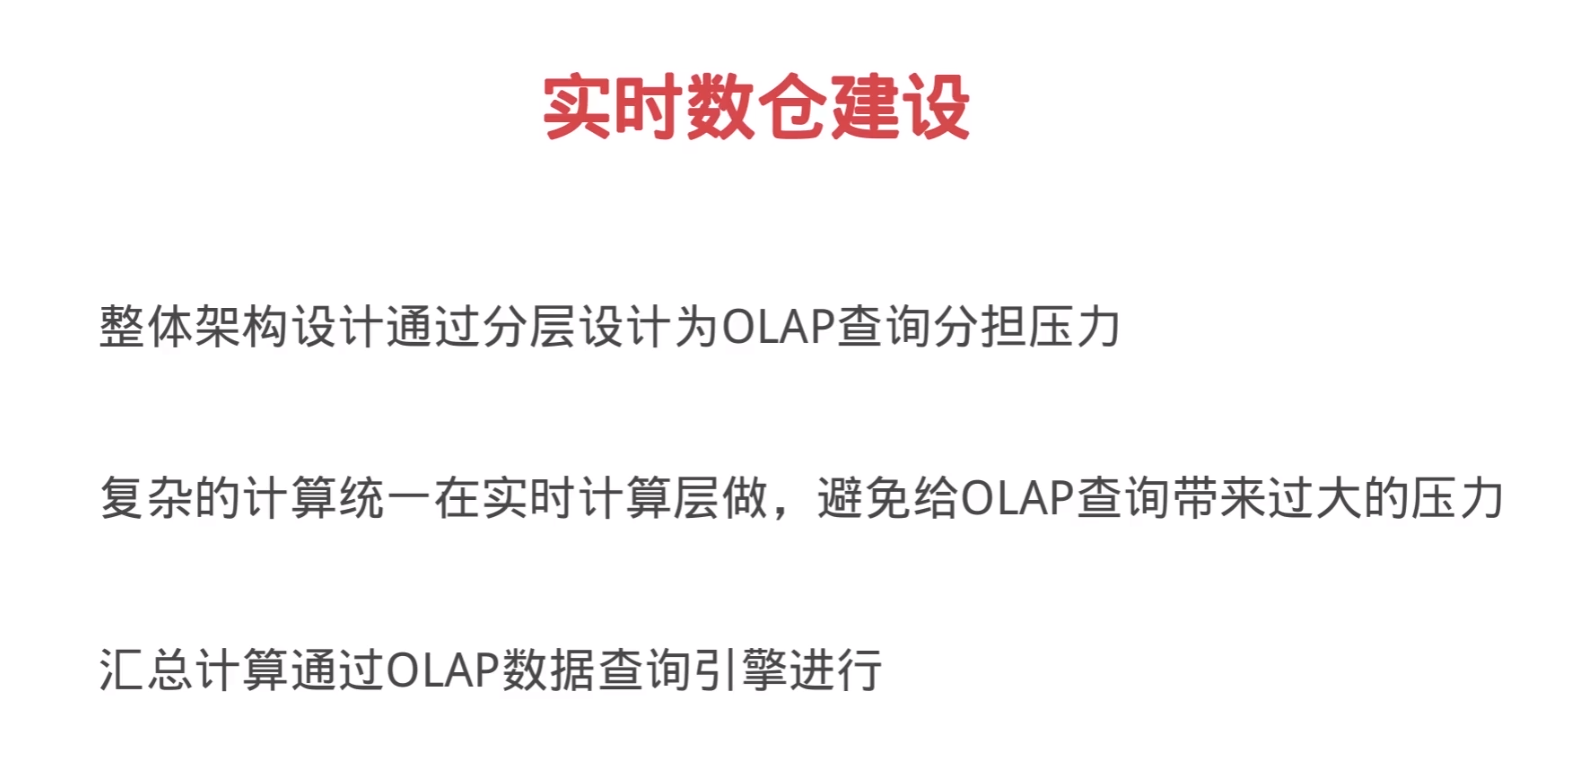 实时数仓建设
整体架构设计通过分层设计为OLAP查询分担压力
复杂的计算统一在实时计算层做，避免给OLAP查询带来过大的压力
汇总计算通过OLAP数据查询引擎进行